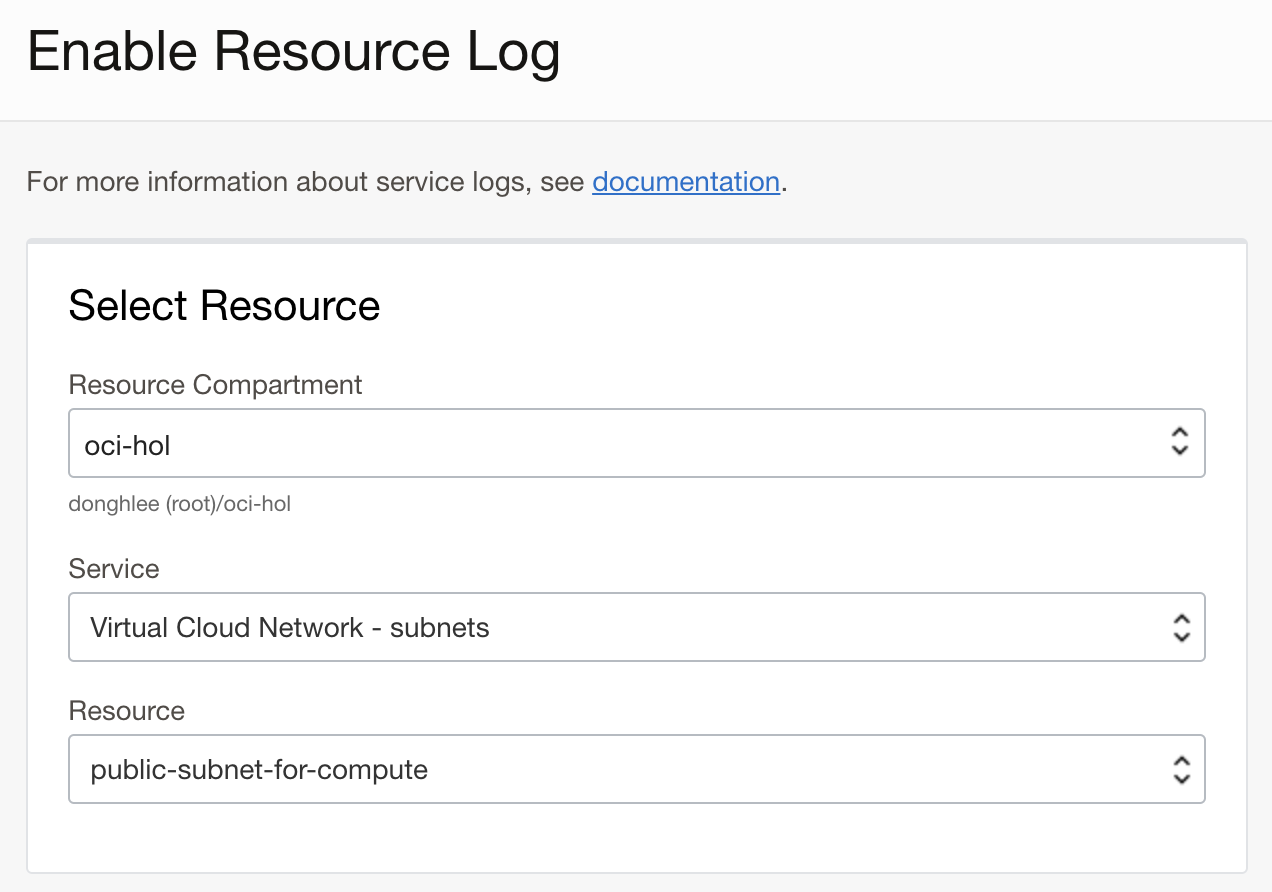 Enable Resource Log
For more information about service logs, see documentation.
Select Resource
Resource Compartment
oci-hol
donghlee (root)/oci-hol
Service
Virtual Cloud Network - subnets
Resource
public-subnet-for-compute